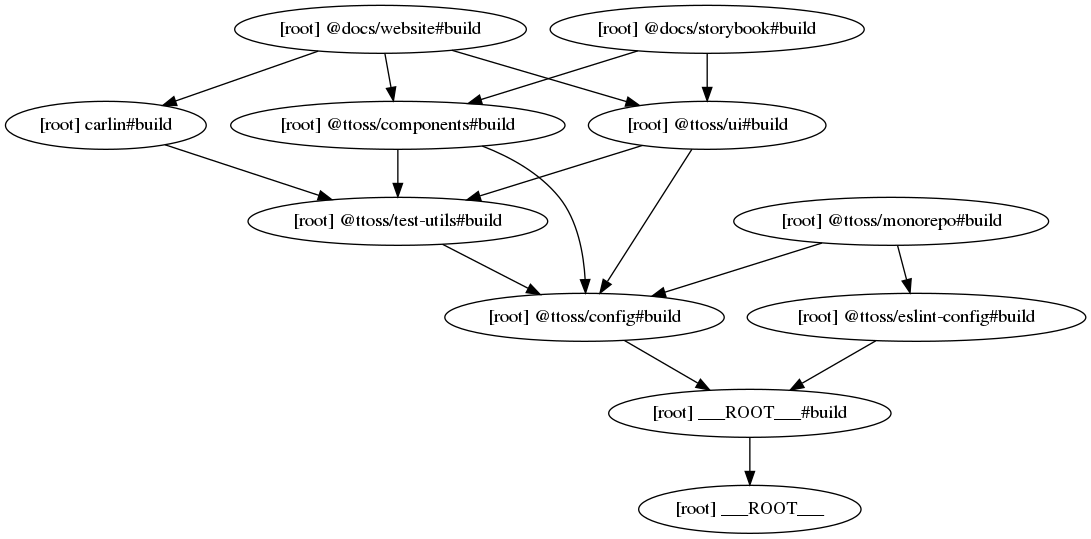 [root] @docs/website#build
[root] @docs/storybook#build
[root] carlin#build
[root] @ttoss/components#build
[root] @ttoss/ui#build
[root] @ttoss/test-utils#build
[root] @ttoss/monorepo#build
[root] @ttoss/config#build
[root] @ttoss/eslint-config#build
[root] ___ROOT___#build
[root] ___ROOT___